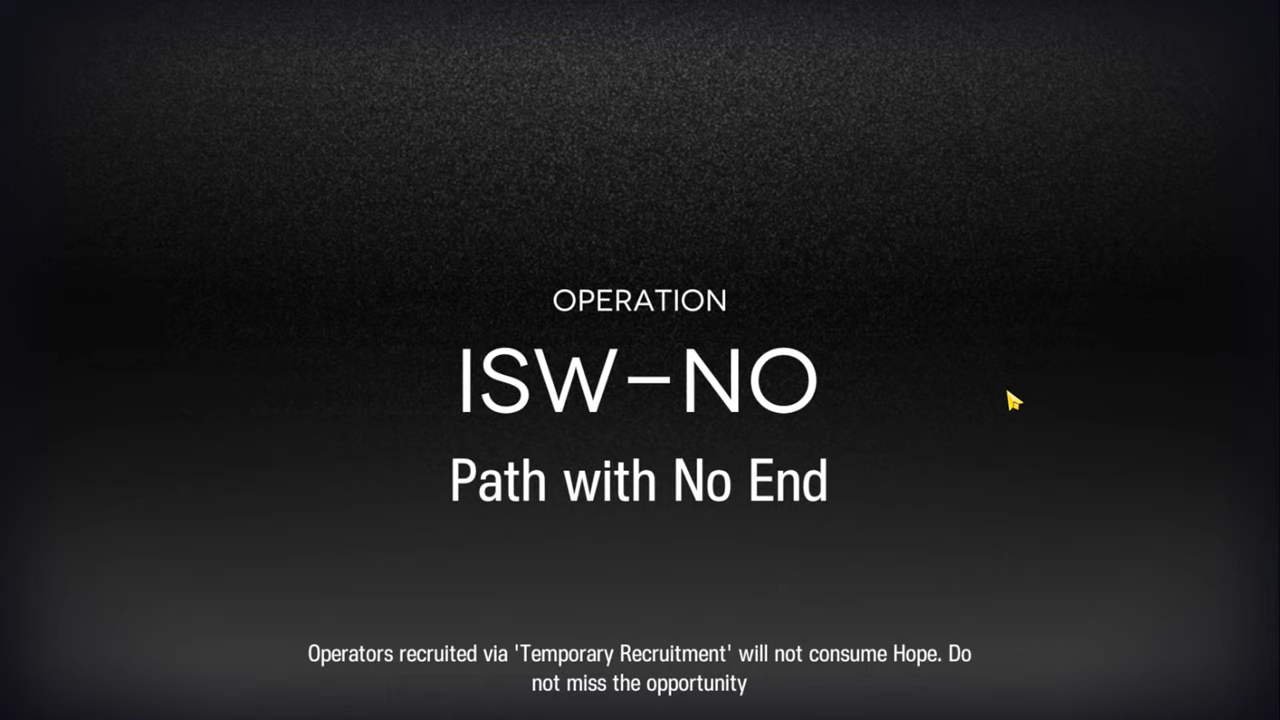 OPERATION
ISW-NO
Path with No End
Operators recruited via 'Temporary Recruitment' will not consume Hope. Do
not miss the opportunity